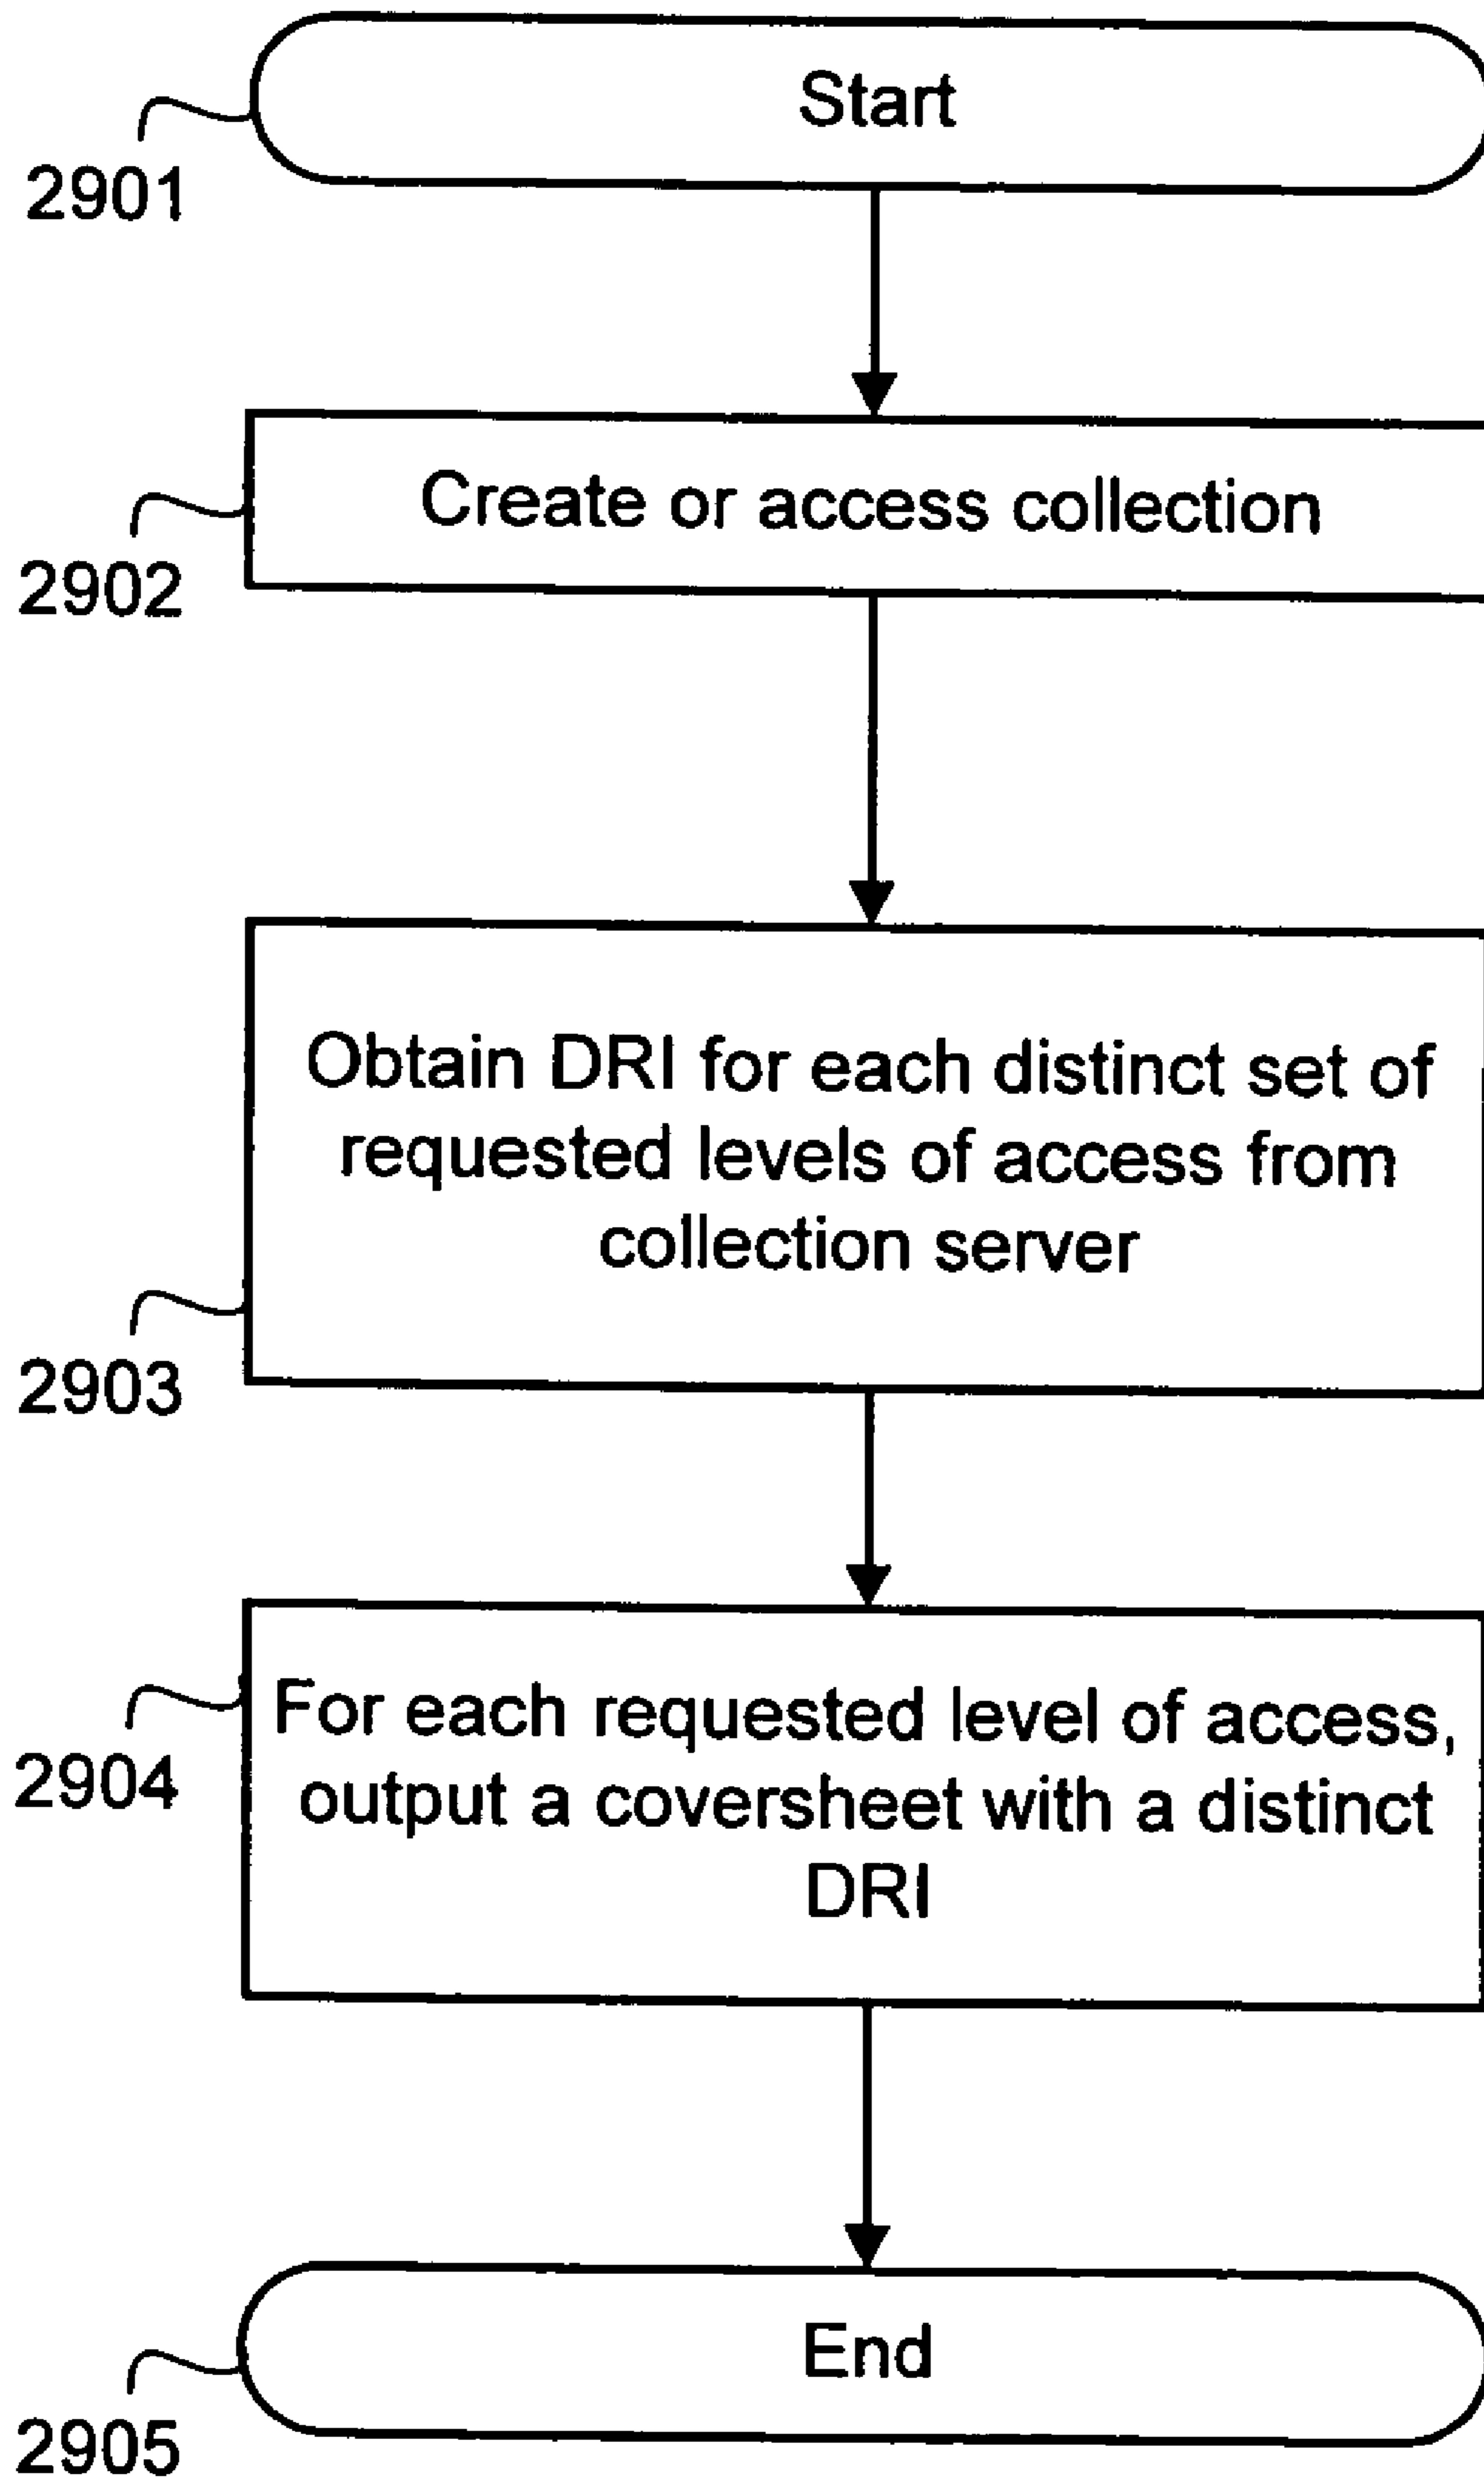 Start
2901
Create or access collection
2902
Obtain DRI for each distinct set of
requested levels of access from
collection server
2903
For each requested level of access,
output a coversheet with a distinct
DRI
2904
End
2905